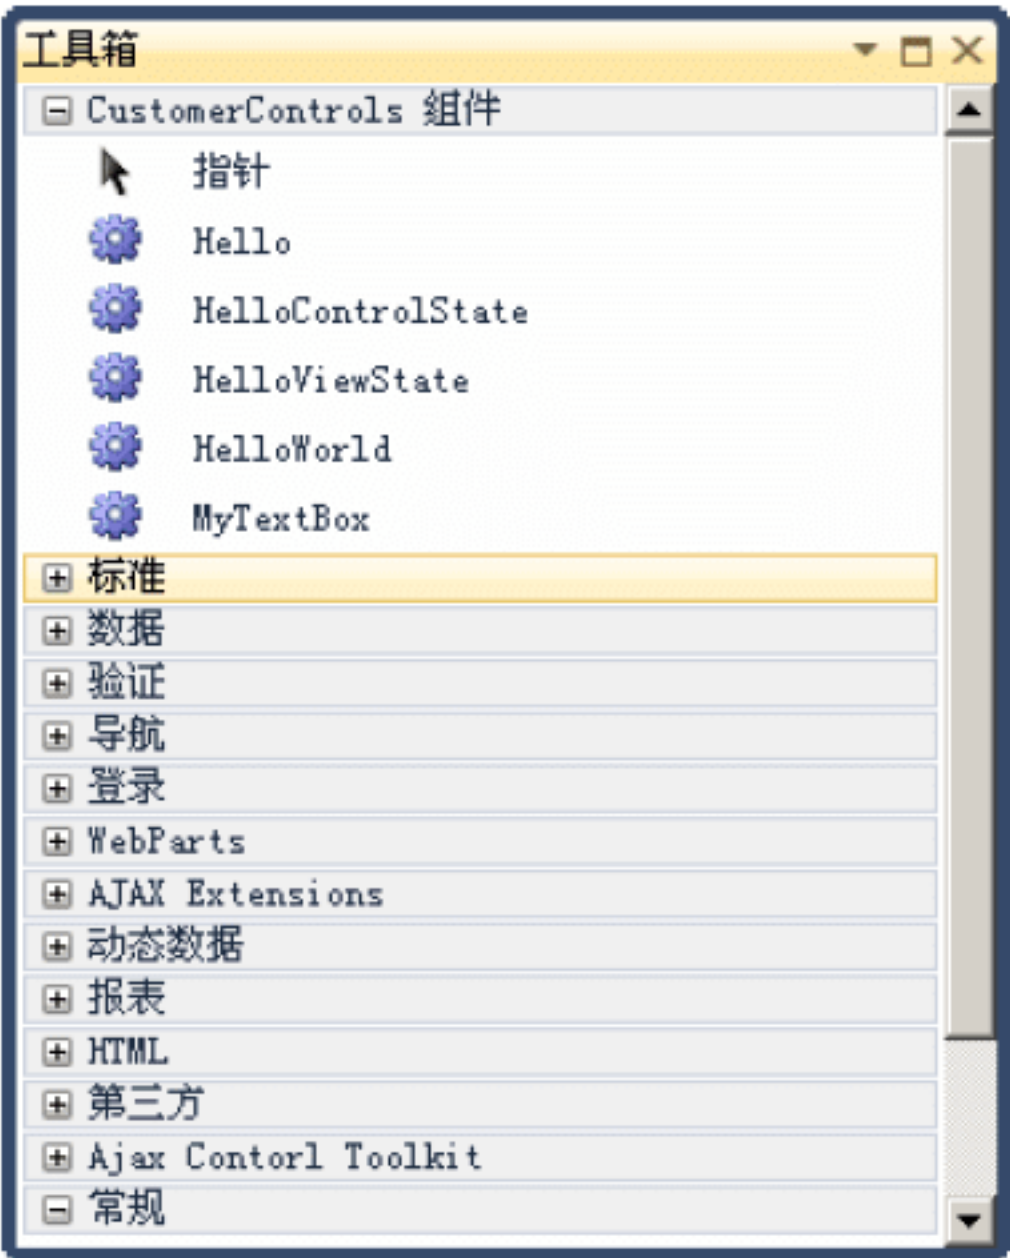 工具箱
CustomerControls 组件
指针
Hello
HelloControlState
HelloViewState
HelloWorld
MyTextBox
标准
数据
验证
导航
登录
WebParts
AJAX Extensions
动态数据
报表
HTML
第三方
Ajax Contorl Toolkit
常规